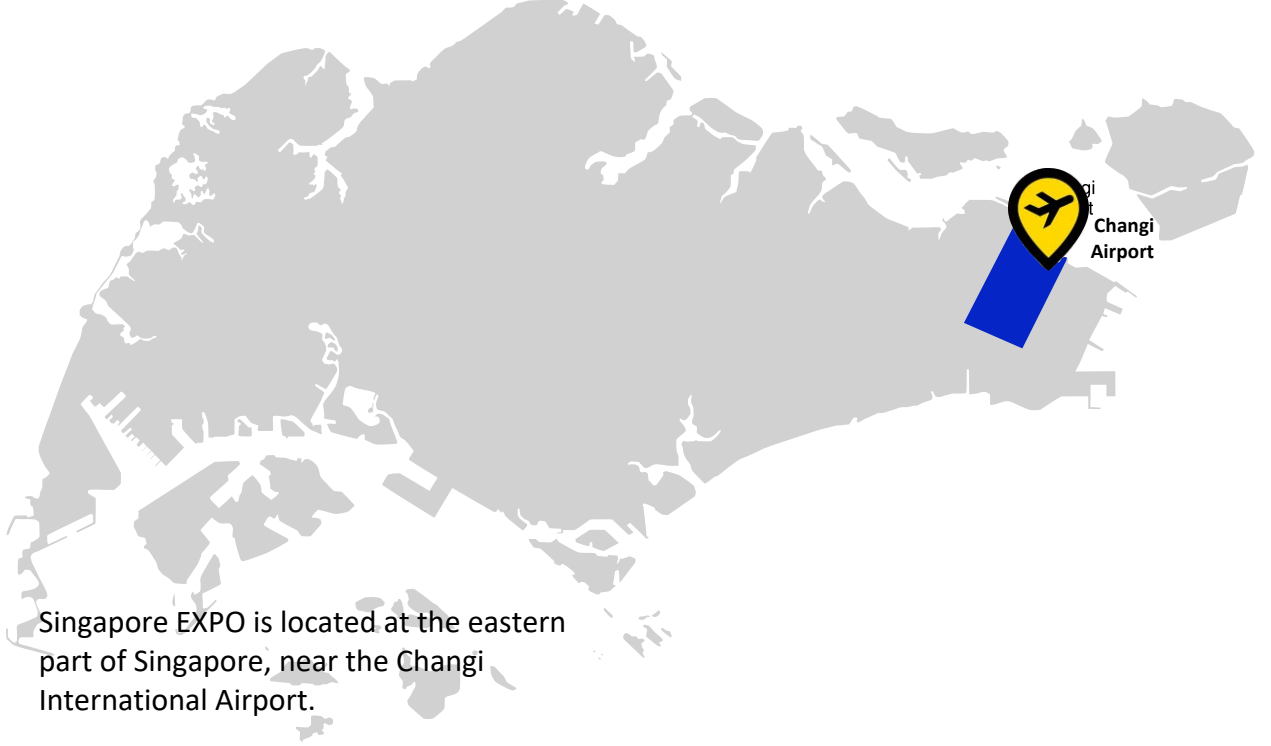 Changi
Airport
Singapore EXPO is located at the eastern
part of Singapore, near the Changi
International Airport.